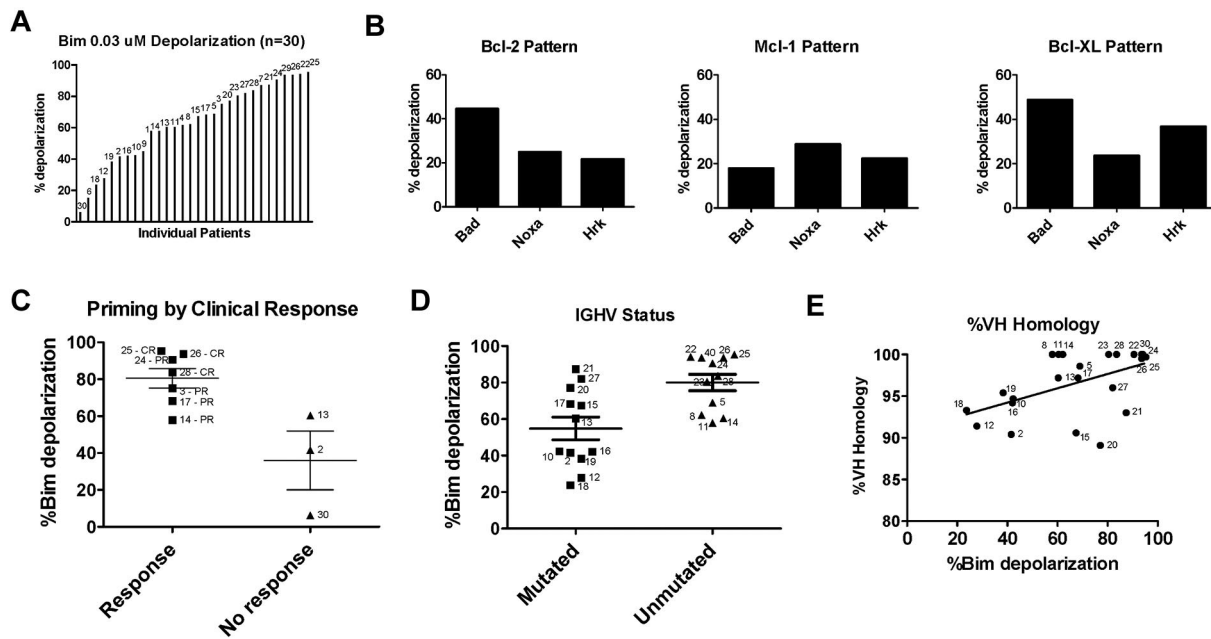 A
Bim 0.03 uM Depolarization (n=30)
% depolarization
100
80
60
40
20
0
30
6
18
12
19
2
16
10
9
1
14
13
11
4
8
15
17
5
3
20
23
27
28
7
21
24
29
26
22
25
Individual Patients
B
Bcl-2 Pattern
% depolarization
60
40
20
0
Bad
Noxa
Hrk
Mcl-1 Pattern
% depolarization
60
40
20
0
Bad
Noxa
Hrk
Bcl-XL Pattern
% depolarization
60
40
20
0
Bad
Noxa
Hrk
C
Priming by Clinical Response
%Bim depolarization
100
80
60
40
20
0
25 - CR
26 - CR
24 - PR
28 - CR
3 - PR
17 - PR
14 - PR
13
2
30
Response
No response
D
IGHV Status
%Bim depolarization
100
80
60
40
20
0
21
27
20
17
15
13
10
2
16
19
12
18
22
40
26
25
24
23
28
5
8
11
14
Mutated
Unmutated
E
%VH Homology
%VH Homology
100
95
90
85
80
8
11
14
23
28
22
30
24
26
25
5
17
13
27
19
10
16
18
12
2
15
21
20
0
20
40
60
80
100
%Bim depolarization